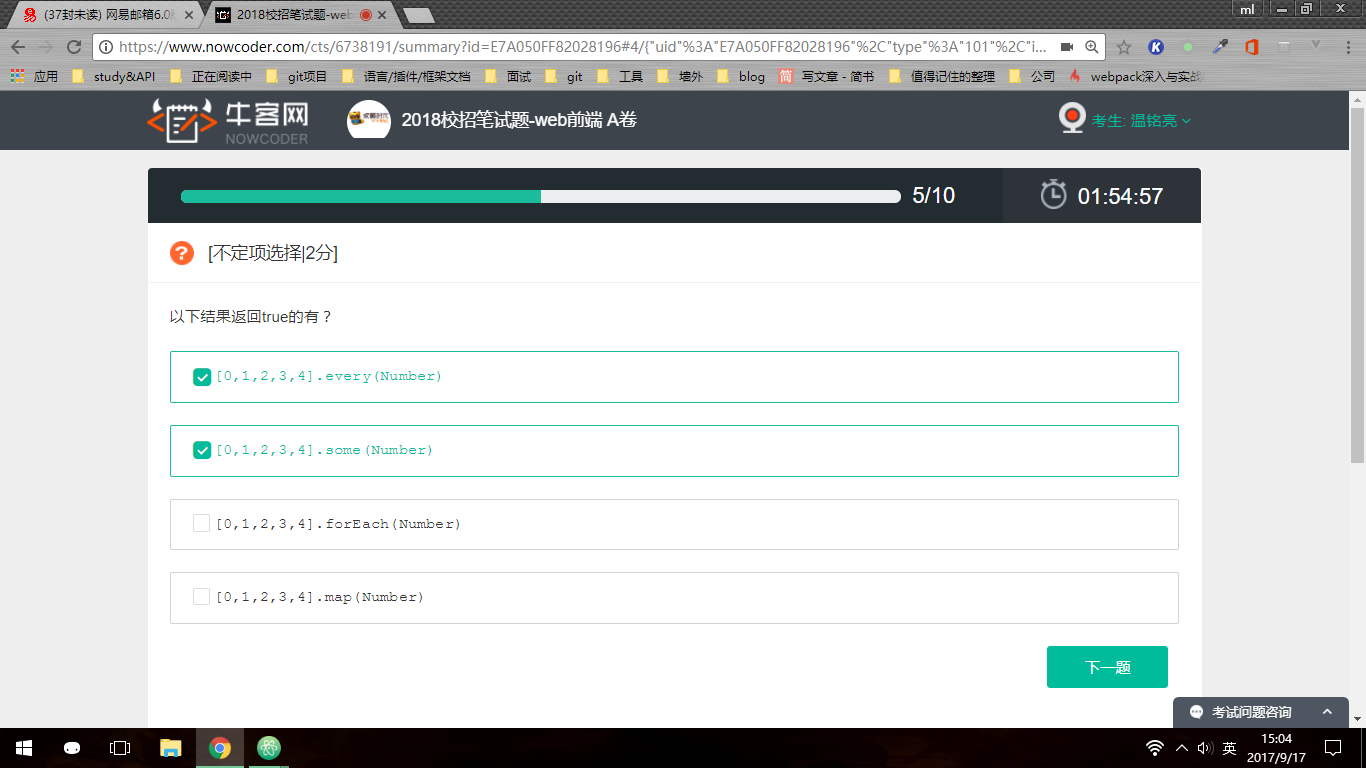 (37封未读) 网易邮箱6.0
2018校招笔试题-web
ml
https://www.nowcoder.com/cts/6738191/summary?id=E7A050FF82028196#4/{"uid"%3A"E7A050FF82028196"%2C"type"%3A"101"%2C"i...
应用 study&API 正在阅读中 git项目 语言/插件/框架文档 面试 git 工具 墙外 blog 简 写文章 - 简书 值得记住的整理 公司 webpack深入与实战
牛客网
NOWCODER
2018校招笔试题-web前端 A卷
考生: 温铭亮
5/10
01:54:57
[不定项选择|2分]
以下结果返回true的有？
[0,1,2,3,4].every(Number)
[0,1,2,3,4].some(Number)
[0,1,2,3,4].forEach(Number)
[0,1,2,3,4].map(Number)
下一题
考试问题咨询
英
15:04
2017/9/17